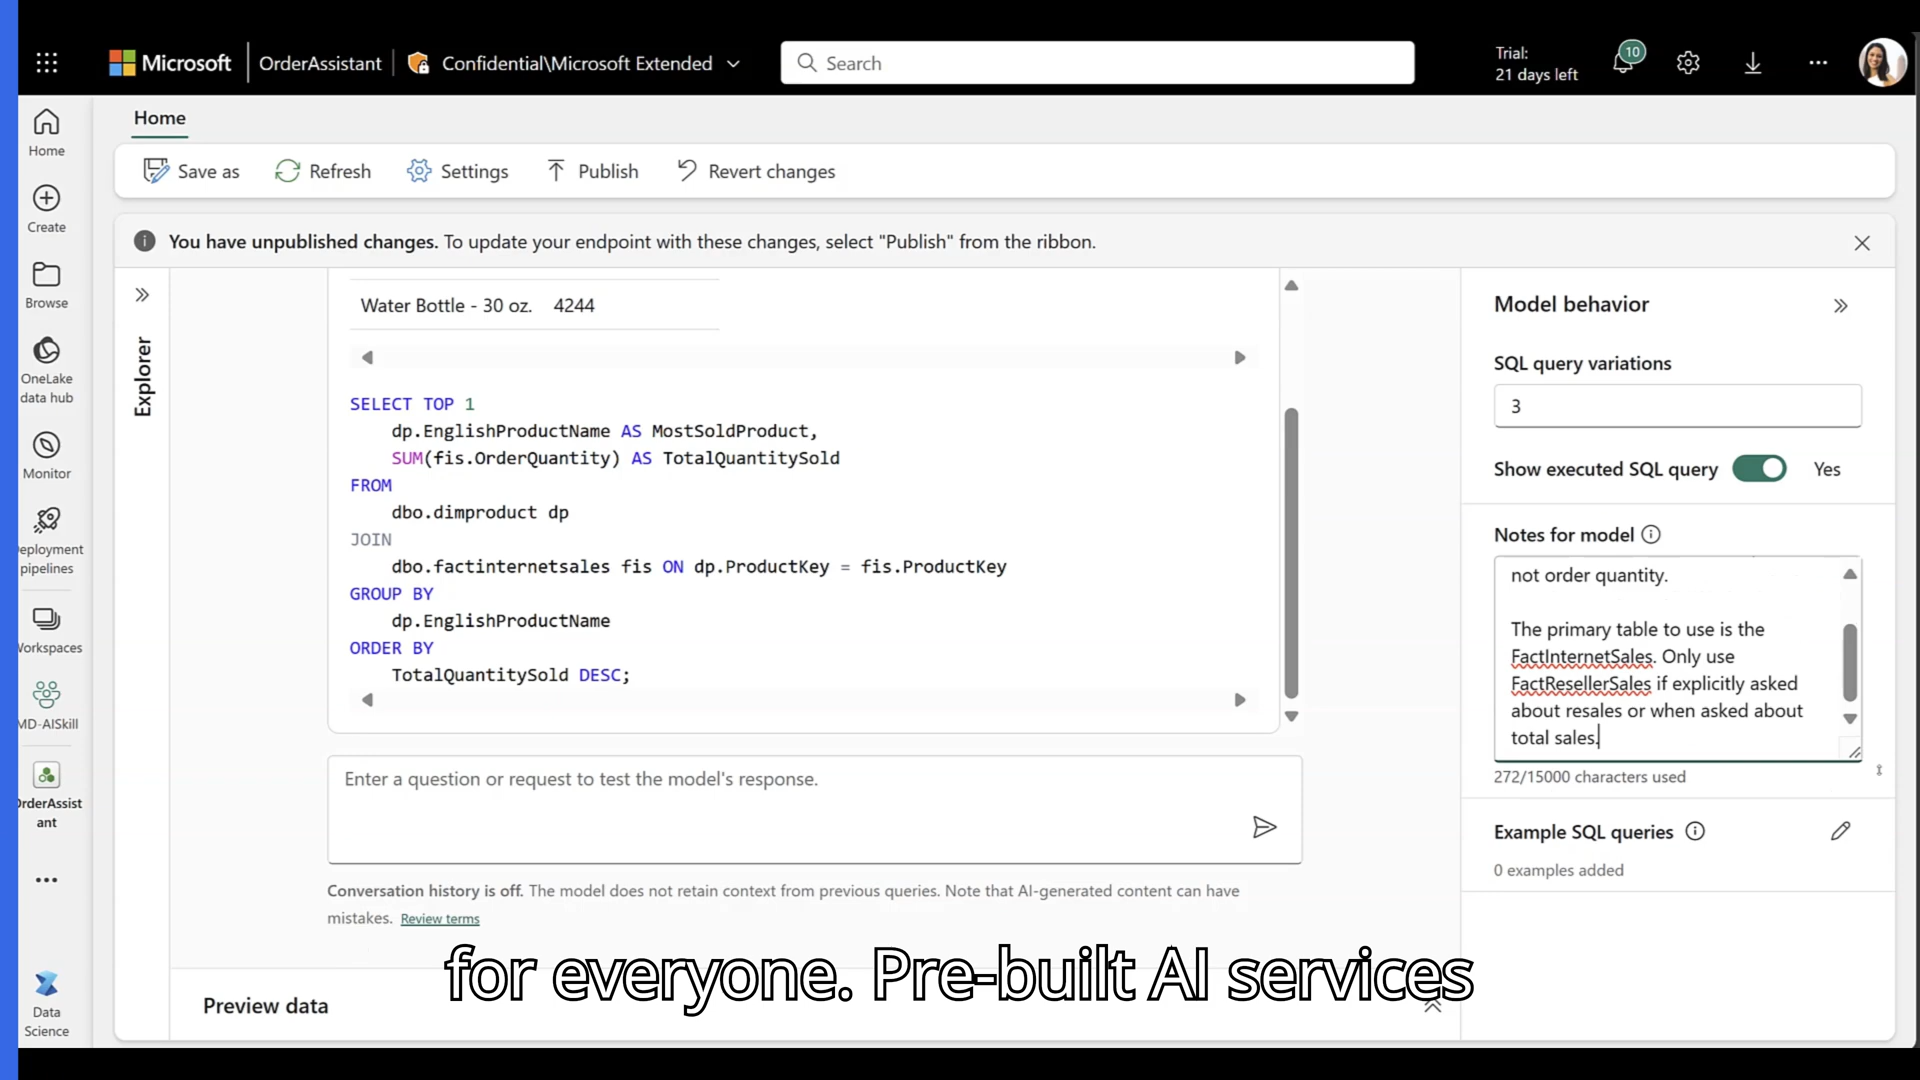 Microsoft
OrderAssistant
Confidential\Microsoft Extended
Search
Trial:
21 days left
10
Home
Create
Browse
OneLake
data hub
Monitor
eployment
pipelines
Vorkspaces
MD-AISkill
OrderAssist
ant
Data
Science
Home
Save as
Refresh
Settings
Publish
Revert changes
You have unpublished changes. To update your endpoint with these changes, select "Publish" from the ribbon.
Explorer
Water Bottle - 30 oz. 4244
SELECT TOP 1
dp.EnglishProductName AS MostSoldProduct,
SUM(fis.OrderQuantity) AS TotalQuantitySold
FROM
dbo.dimproduct dp
JOIN
dbo.factinternetsales fis ON dp.ProductKey = fis.ProductKey
GROUP BY
dp.EnglishProductName
ORDER BY
TotalQuantitySold DESC;
Enter a question or request to test the model's response.
Conversation history is off. The model does not retain context from previous queries. Note that AI-generated content can have
mistakes. Review terms
Preview data
Model behavior
SQL query variations
3
Show executed SQL query
Yes
Notes for model
not order quantity.
The primary table to use is the
FactInternetSales. Only use
FactResellerSales if explicitly asked
about resales or when asked about
total sales.
272/15000 characters used
Example SQL queries
0 examples added
for everyone. Pre-built AI services